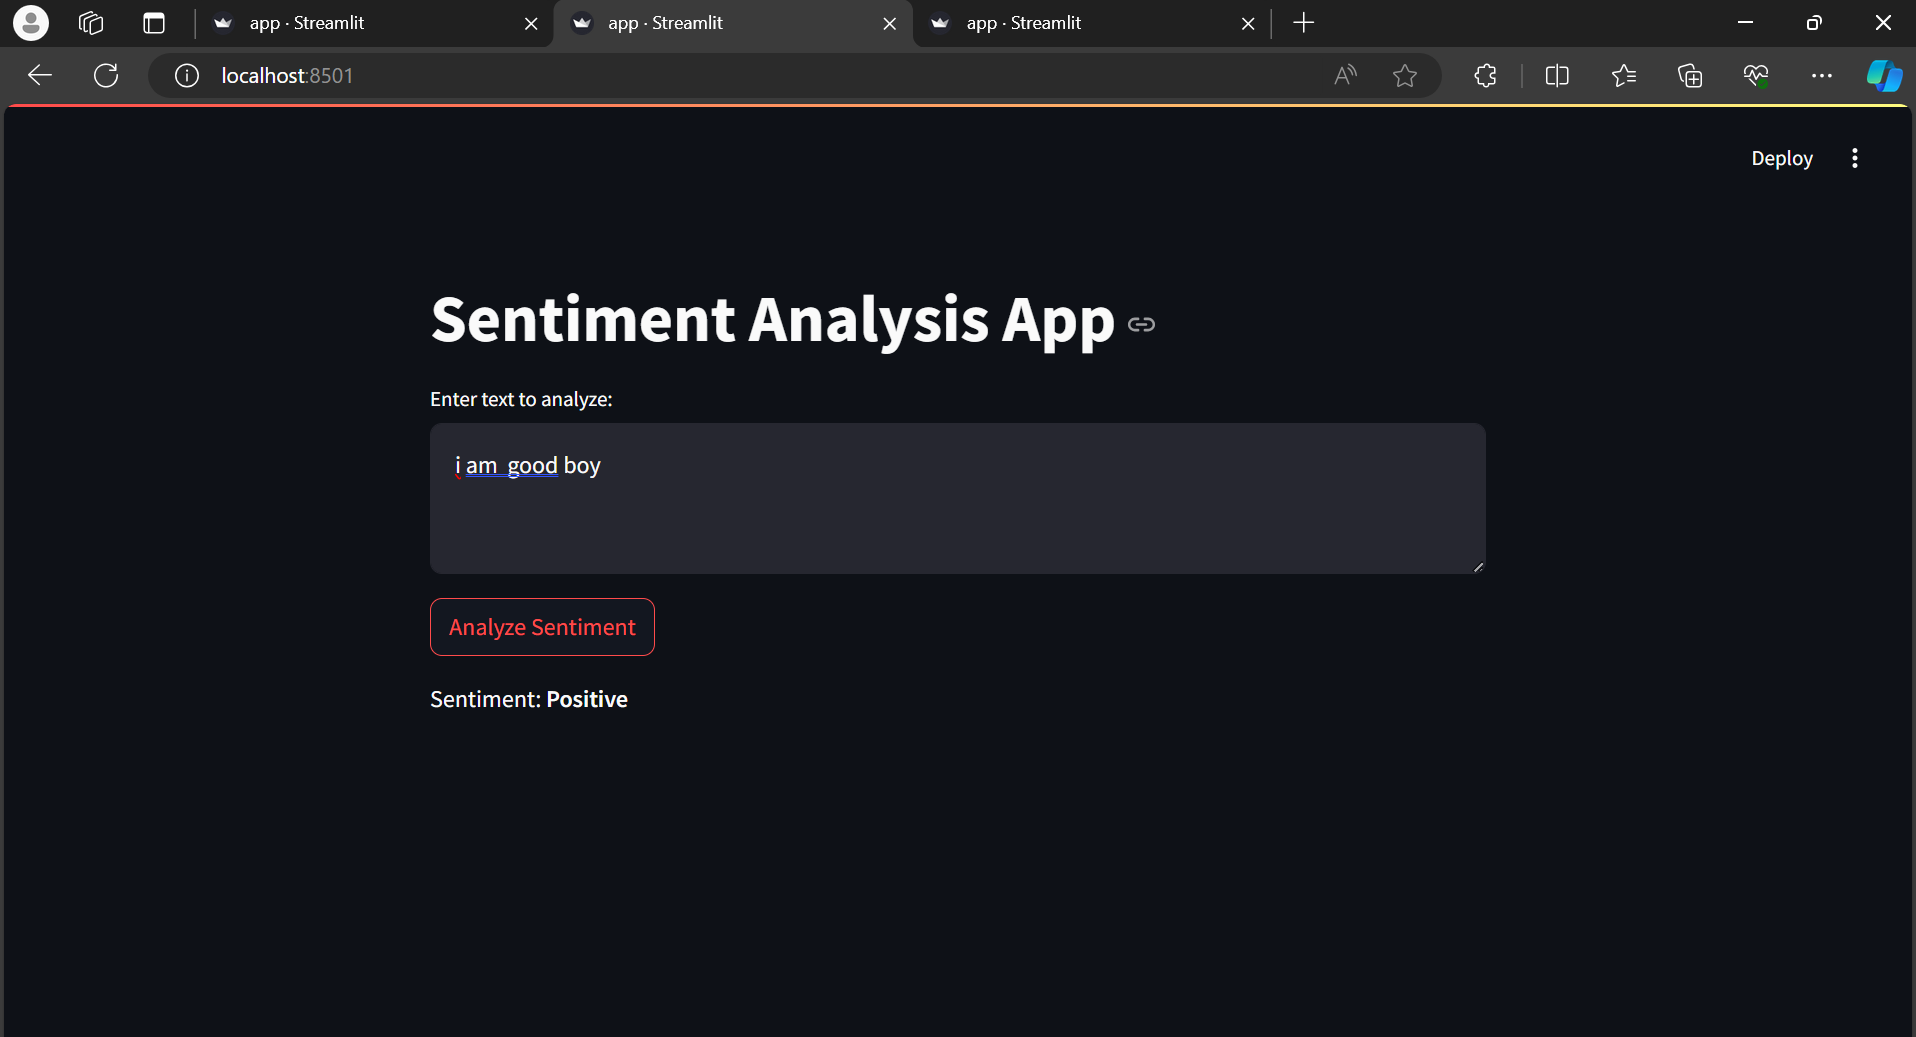 app · Streamlit
app · Streamlit
app · Streamlit
localhost:8501
Deploy
Sentiment Analysis App
Enter text to analyze:
i am  good boy
Analyze Sentiment
Sentiment: Positive